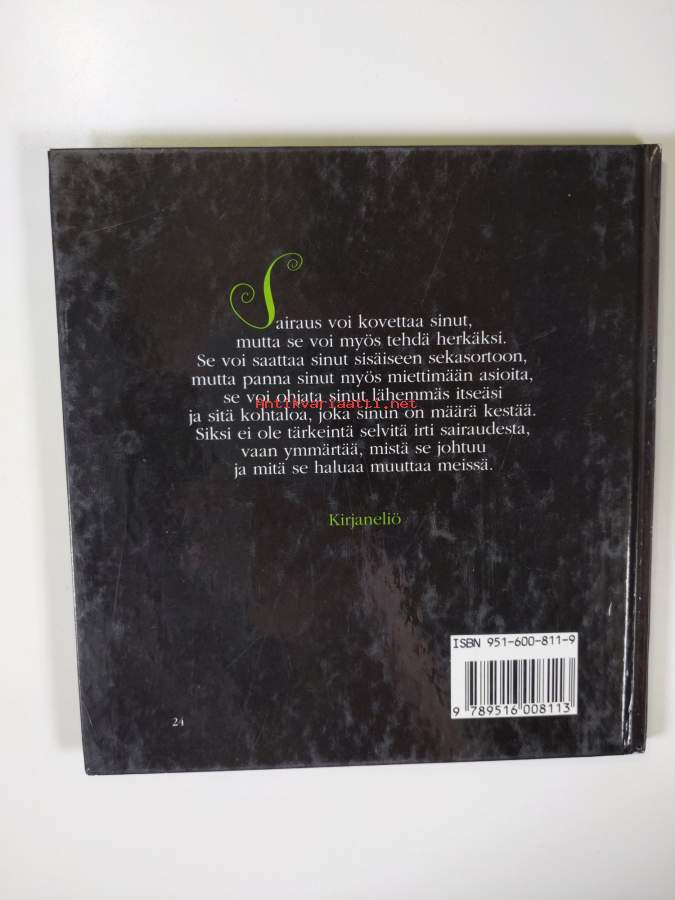 Sairaus voi kovettaa sinut,
mutta se voi myös tehdä herkäksi.
Se voi saattaa sinut sisäiseen sekasortoon,
mutta panna sinut myös miettimään asioita,
se voi ohjata sinut lähemmäs itseäsi
Antikvariaatti.net
ja sitä kohtaloa, joka sinun on määrä kestää.
Siksi ei ole tärkeintä selvitä irti sairaudesta,
vaan ymmärtää, mistä se johtuu
ja mitä se haluaa muuttaa meissä.
Kirjaneliö
ISBN 951-600-811-9
9 789516 008113
24